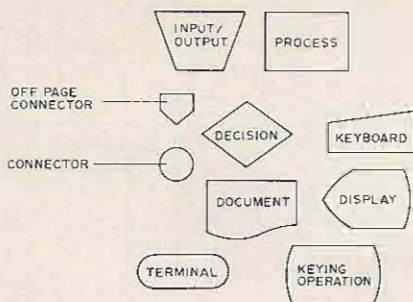 INPUT/
OUTPUT
PROCESS
OFF PAGE
CONNECTOR
DECISION
KEYBOARD
CONNECTOR
DOCUMENT
DISPLAY
TERMINAL
KEYING
OPERATION